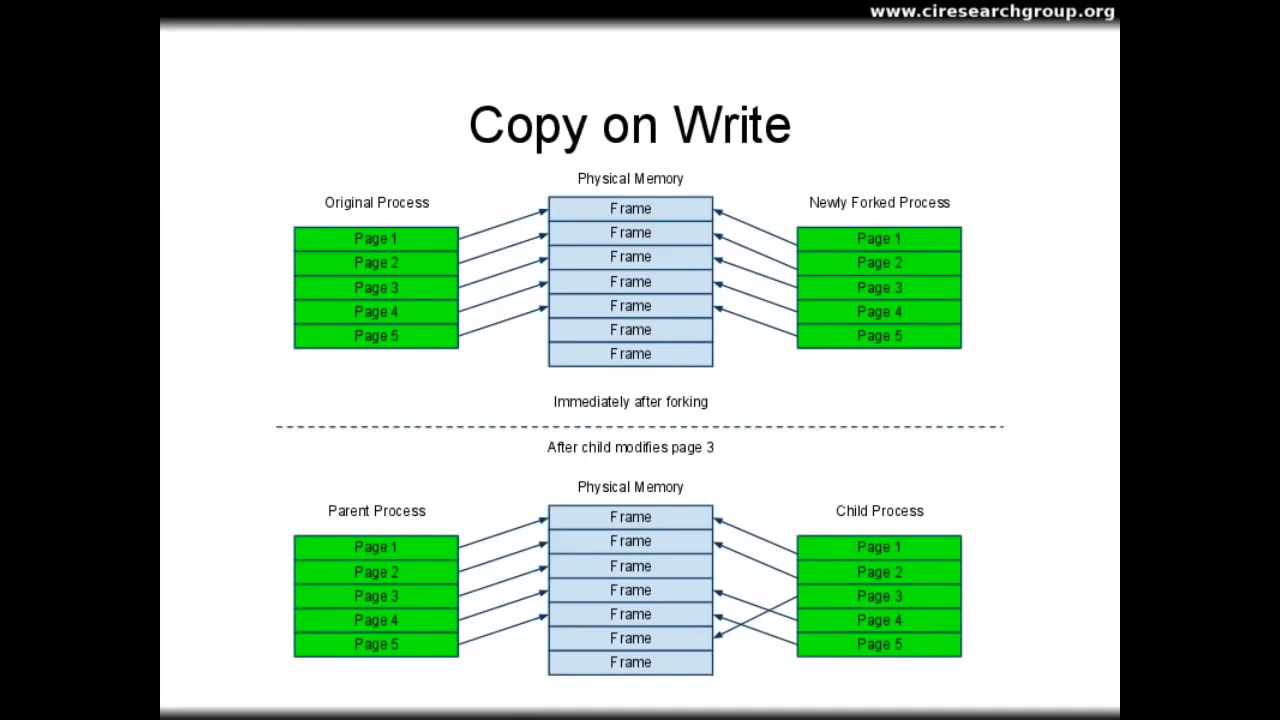 www.ciresearchgroup.org
Copy on Write
Physical Memory
Original Process
Newly Forked Process
Frame
Frame
Frame
Frame
Frame
Frame
Frame
Page 1
Page 2
Page 3
Page 4
Page 5
Page 1
Page 2
Page 3
Page 4
Page 5
Immediately after forking
After child modifies page 3
Physical Memory
Parent Process
Child Process
Frame
Frame
Frame
Frame
Frame
Frame
Frame
Page 1
Page 2
Page 3
Page 4
Page 5
Page 1
Page 2
Page 3
Page 4
Page 5